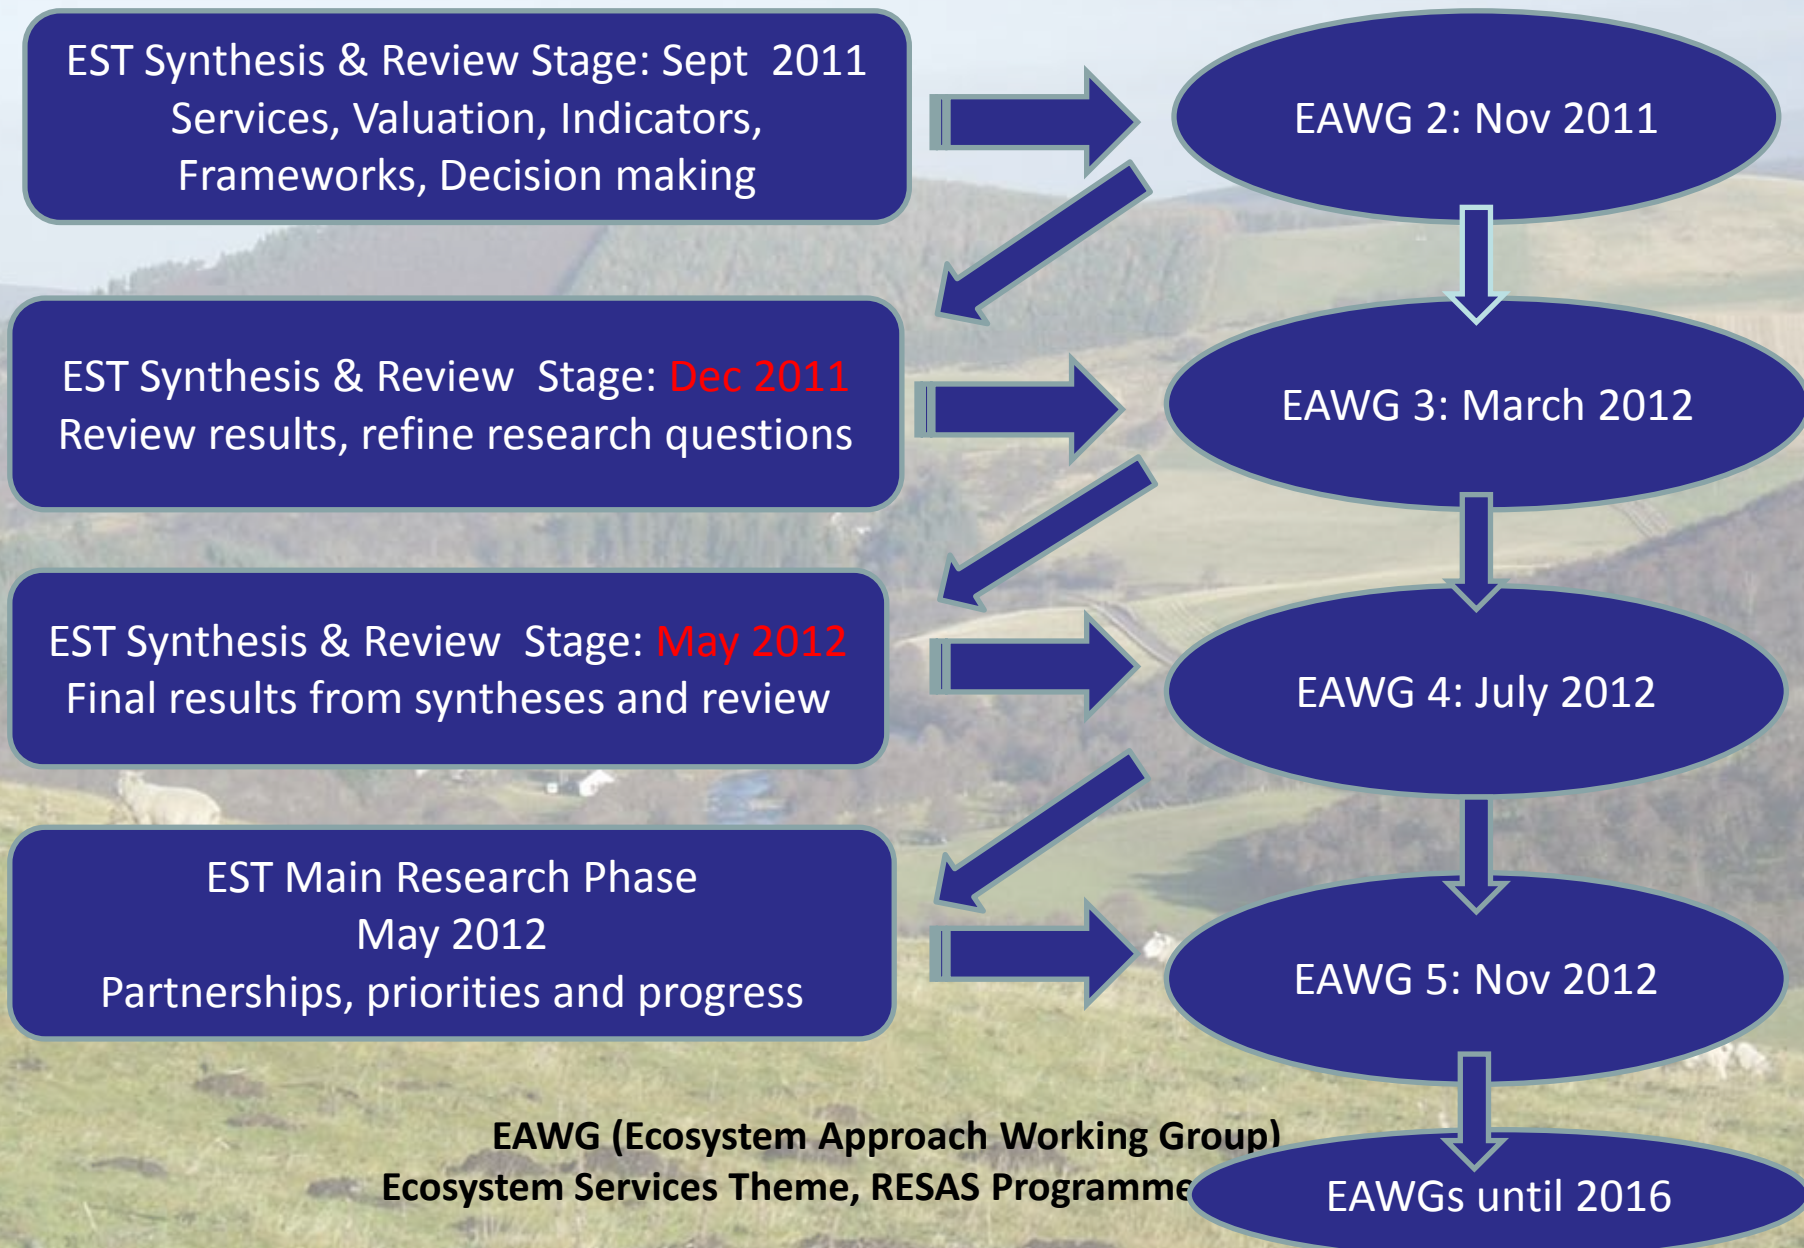 EST Synthesis & Review Stage: Sept 2011
Services, Valuation, Indicators,
Frameworks, Decision making
EAWG 2: Nov 2011
EST Synthesis & Review Stage: Dec 2011
Review results, refine research questions
EAWG 3: March 2012
EST Synthesis & Review Stage: May 2012
Final results from syntheses and review
EAWG 4: July 2012
EST Main Research Phase
May 2012
Partnerships, priorities and progress
EAWG 5: Nov 2012
EAWG (Ecosystem Approach Working Group)
Ecosystem Services Theme, RESAS Programme
EAWGs until 2016